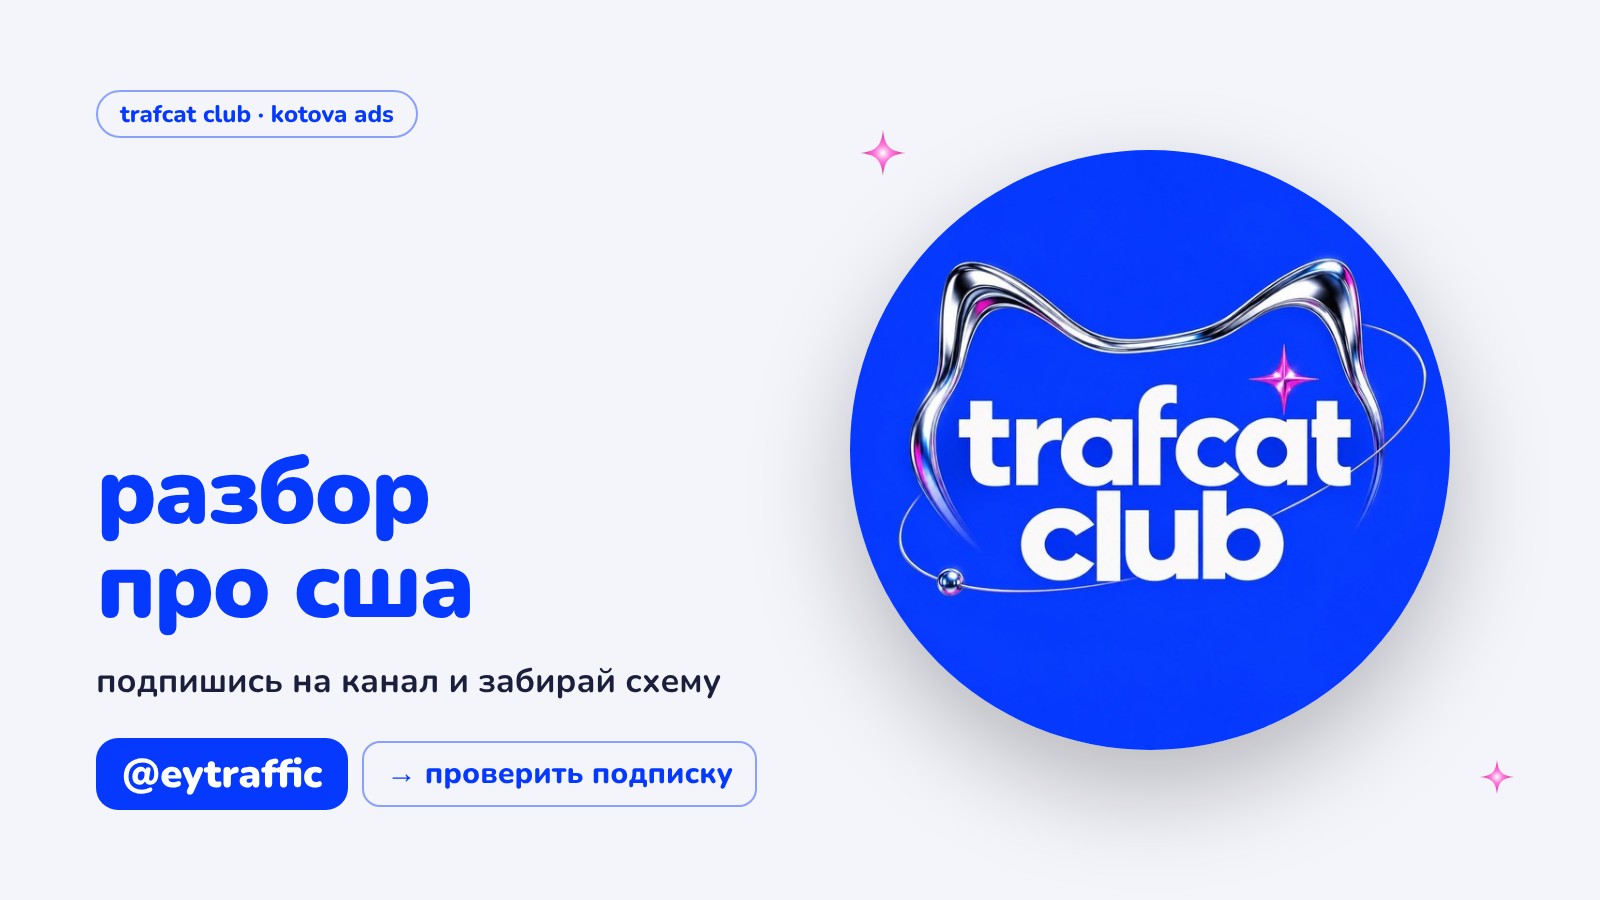 trafcat club · kotova ads
разбор
про сша
подпишись на канал и забирай схему
@eytraffic
→ проверить подписку
trafcat
club